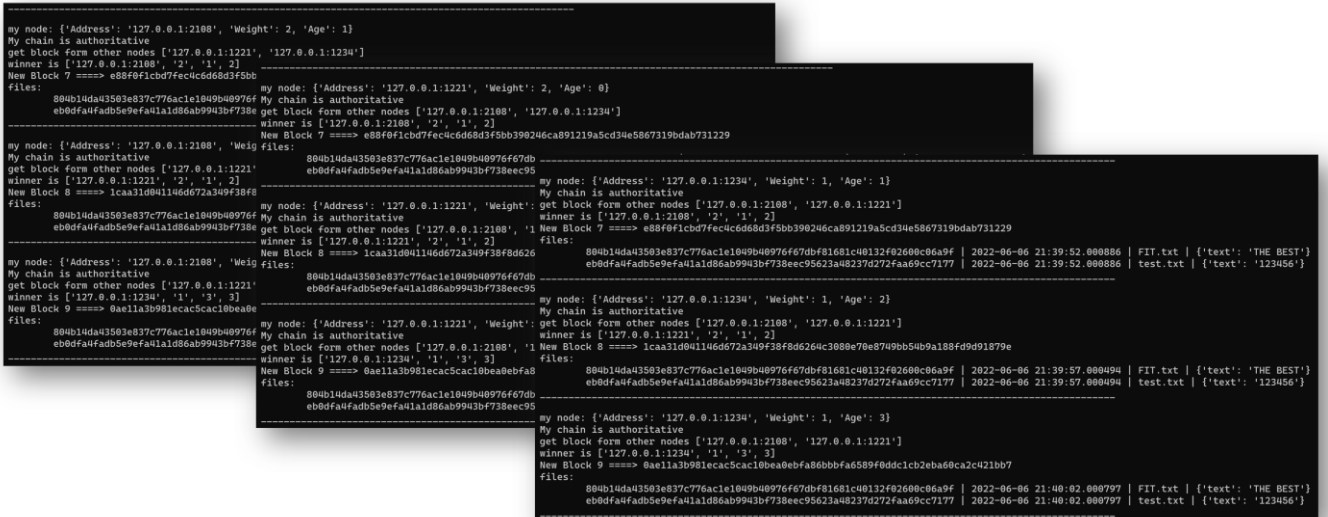 my node: {'Address': '127.0.0.1:2108', 'Weight': 2, 'Age': 1}
My chain is authoritative
get block form other nodes ['127.0.0.1:1221', '127.0.0.1:1234']
winner is ['127.0.0.1:2108', '2', '1', 2]
New Block 7 ====> e88f0f1cbd7fec4c6d68d3f5bb
files:
804b14da43503e837c776ac1e1049b40976f
eb0dfa4fadb5e9efa41a1d86ab9943bf738e
my node: {'Address': '127.0.0.1:2108', 'Weig
My chain is authoritative
get block form other nodes ['127.0.0.1:1221'
winner is ['127.0.0.1:1221', '2', '1', 2]
New Block 8 ====> 1caa31d041146d672a349f38f8
files:
804b14da43503e837c776ac1e1049b40976f
eb0dfa4fadb5e9efa41a1d86ab9943bf738e
my node: {'Address': '127.0.0.1:2108', 'Weig
My chain is authoritative
get block form other nodes ['127.0.0.1:1221'
winner is ['127.0.0.1:1234', '1', '3', 3]
New Block 9 ====> 0ae11a3b981ecac5cac10bea0e
files:
804b14da43503e837c776ac1e1049b40976f
eb0dfa4fadb5e9efa41a1d86ab9943bf738e
my node: {'Address': '127.0.0.1:1221', 'Weight': 2, 'Age': 0}
My chain is authoritative
get block form other nodes ['127.0.0.1:2108', '127.0.0.1:1234']
winner is ['127.0.0.1:2108', '2', '1', 2]
New Block 7 ====> e88f0f1cbd7fec4c6d68d3f5bb390246ca891219a5cd34e5867319bdab731229
files:
804b14da43503e837c776ac1e1049b40976f67db
eb0dfa4fadb5e9efa41a1d86ab9943bf738eec95
my node: {'Address': '127.0.0.1:1221', 'Weight':
My chain is authoritative
get block form other nodes ['127.0.0.1:2108', '1
winner is ['127.0.0.1:1221', '2', '1', 2]
New Block 8 ====> 1caa31d041146d672a349f38f8d626
files:
804b14da43503e837c776ac1e1049b40976f67db
eb0dfa4fadb5e9efa41a1d86ab9943bf738eec95
my node: {'Address': '127.0.0.1:1221', 'Weight':
My chain is authoritative
get block form other nodes ['127.0.0.1:2108', '1
winner is ['127.0.0.1:1234', '1', '3', 3]
New Block 9 ====> 0ae11a3b981ecac5cac10bea0ebfa8
files:
804b14da43503e837c776ac1e1049b40976f67db
eb0dfa4fadb5e9efa41a1d86ab9943bf738eec95
my node: {'Address': '127.0.0.1:1234', 'Weight': 1, 'Age': 1}
My chain is authoritative
get block form other nodes ['127.0.0.1:2108', '127.0.0.1:1221']
winner is ['127.0.0.1:2108', '2', '1', 2]
New Block 7 ====> e88f0f1cbd7fec4c6d68d3f5bb390246ca891219a5cd34e5867319bdab731229
files:
804b14da43503e837c776ac1e1049b40976f67dbf81681c40132f02600c06a9f | 2022-06-06 21:39:52.000886 | FIT.txt | {'text': 'THE BEST'}
eb0dfa4fadb5e9efa41a1d86ab9943bf738eec95623a48237d272faa69cc7177 | 2022-06-06 21:39:52.000886 | test.txt | {'text': '123456'}
my node: {'Address': '127.0.0.1:1234', 'Weight': 1, 'Age': 2}
My chain is authoritative
get block form other nodes ['127.0.0.1:2108', '127.0.0.1:1221']
winner is ['127.0.0.1:1221', '2', '1', 2]
New Block 8 ====> 1caa31d041146d672a349f38f8d6264c3080e70e8749bb54b9a188fd9d91879e
files:
804b14da43503e837c776ac1e1049b40976f67dbf81681c40132f02600c06a9f | 2022-06-06 21:39:57.000494 | FIT.txt | {'text': 'THE BEST'}
eb0dfa4fadb5e9efa41a1d86ab9943bf738eec95623a48237d272faa69cc7177 | 2022-06-06 21:39:57.000494 | test.txt | {'text': '123456'}
my node: {'Address': '127.0.0.1:1234', 'Weight': 1, 'Age': 3}
My chain is authoritative
get block form other nodes ['127.0.0.1:2108', '127.0.0.1:1221']
winner is ['127.0.0.1:1234', '1', '3', 3]
New Block 9 ====> 0ae11a3b981ecac5cac10bea0ebfa86bbbfa6589f0ddc1cb2eba60ca2c421bb7
files:
804b14da43503e837c776ac1e1049b40976f67dbf81681c40132f02600c06a9f | 2022-06-06 21:40:02.000797 | FIT.txt | {'text': 'THE BEST'}
eb0dfa4fadb5e9efa41a1d86ab9943bf738eec95623a48237d272faa69cc7177 | 2022-06-06 21:40:02.000797 | test.txt | {'text': '123456'}